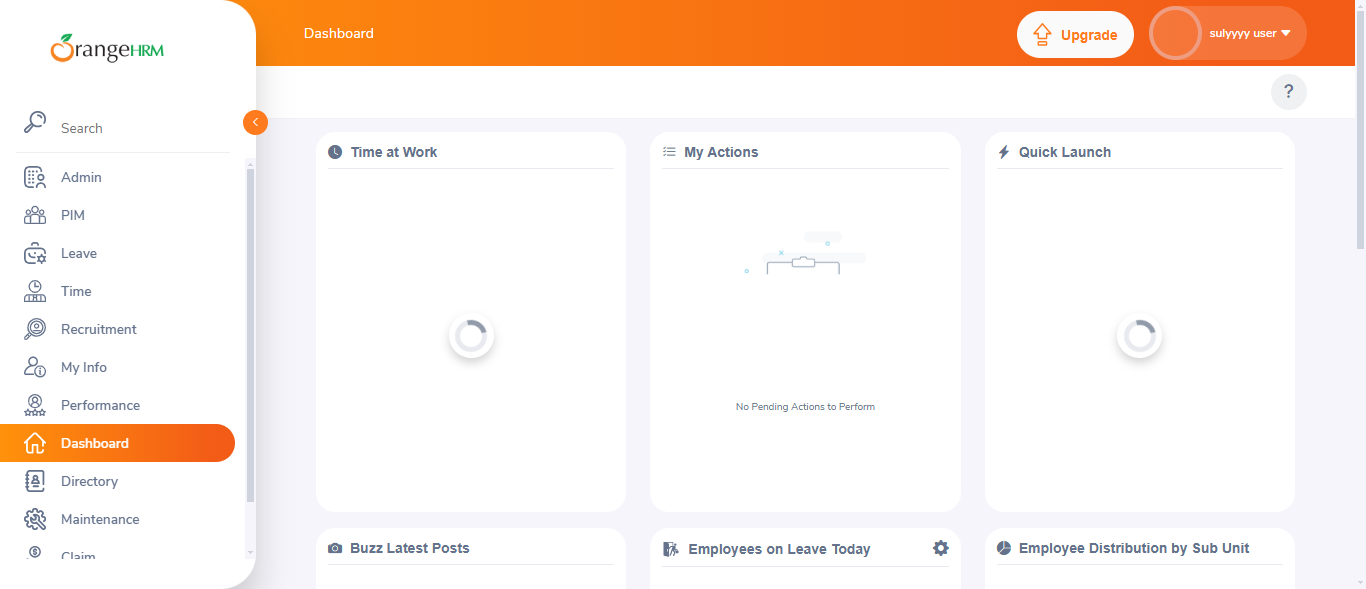 OrangeHRM
Dashboard
Upgrade
sulyyyy user
?
Search
Admin
PIM
Leave
Time
Recruitment
My Info
Performance
Dashboard
Directory
Maintenance
Claim
Time at Work
My Actions
No Pending Actions to Perform
Quick Launch
Buzz Latest Posts
Employees on Leave Today
Employee Distribution by Sub Unit